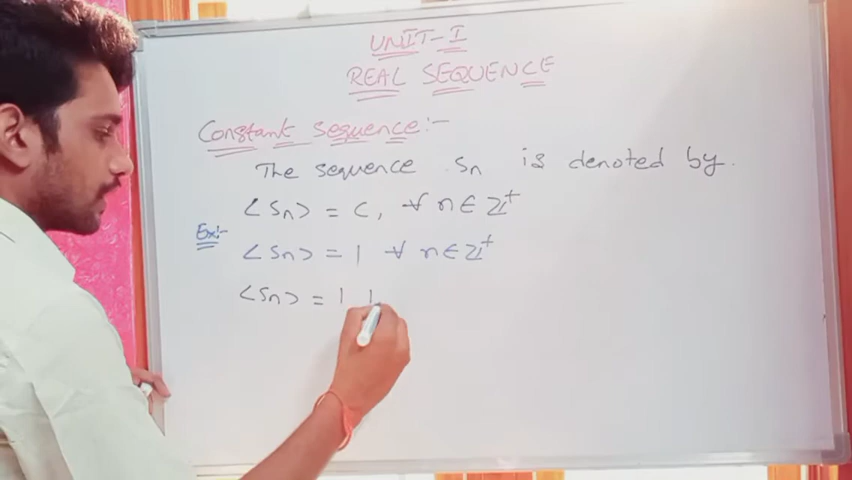 UNIT-I
REAL SEQUENCE
Constant sequence:-
The sequence Sn is denoted by.
<Sn> = C, ∀ n∈ℤ⁺
Ex:- <Sn> = 1 ∀ n∈ℤ⁺
<Sn> = 1 1